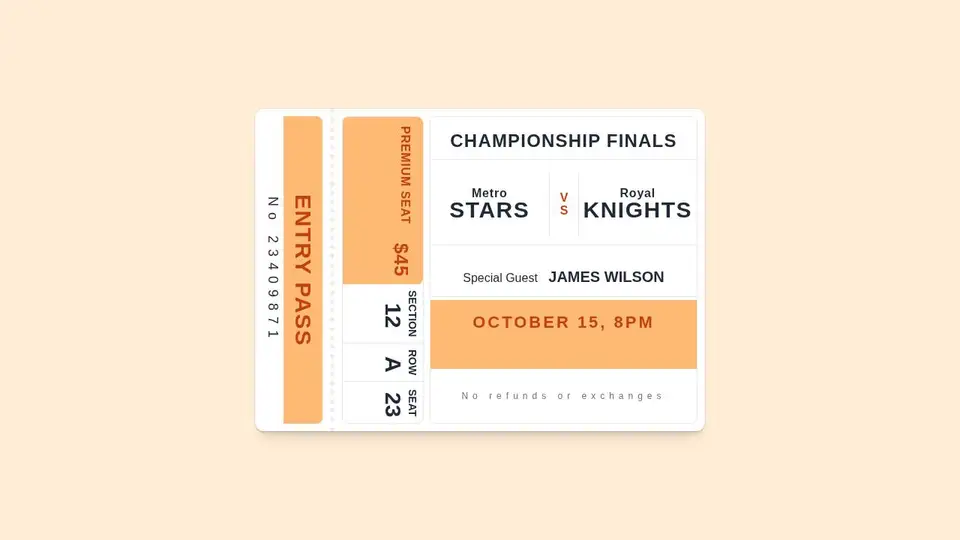 No 23409871
ENTRY PASS
PREMIUM SEAT $45
SECTION
12
ROW
A
SEAT
23
CHAMPIONSHIP FINALS
Metro
STARS
V
S
Royal
KNIGHTS
Special Guest JAMES WILSON
OCTOBER 15, 8PM
No refunds or exchanges